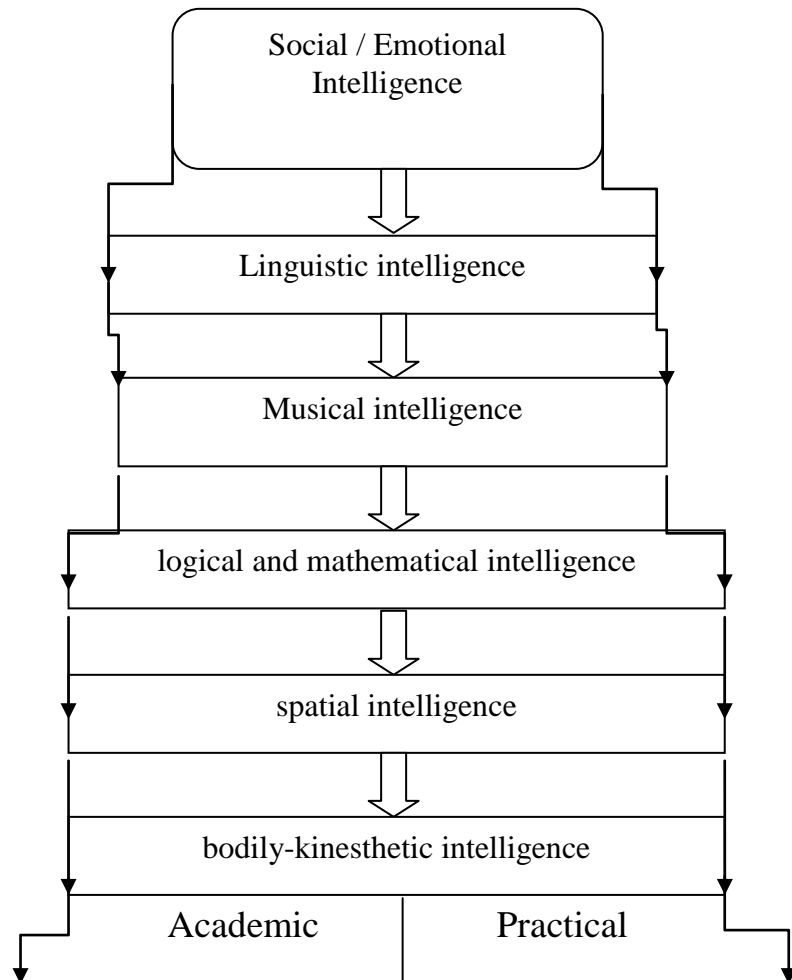 Social / Emotional
Intelligence
Linguistic intelligence
Musical intelligence
logical and mathematical intelligence
spatial intelligence
bodily-kinesthetic intelligence
Academic Practical